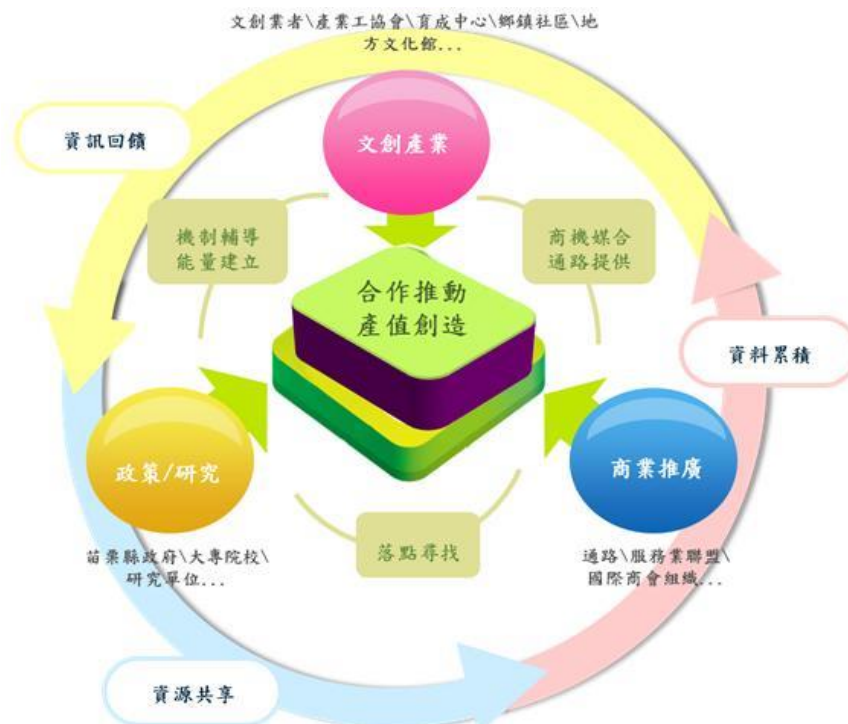 文創業者\產業工協會\育成中心\鄉鎮社區\地
方文化館...
資訊回饋
文創產業
機制輔導
能量建立
商機媒合
通路提供
合作推動
產值創造
資料累積
政策/研究
商業推廣
苗栗縣政府\大專院校\
研究單位...
落點尋找
通路\服務業聯盟\
國際商會組織...
資源共享